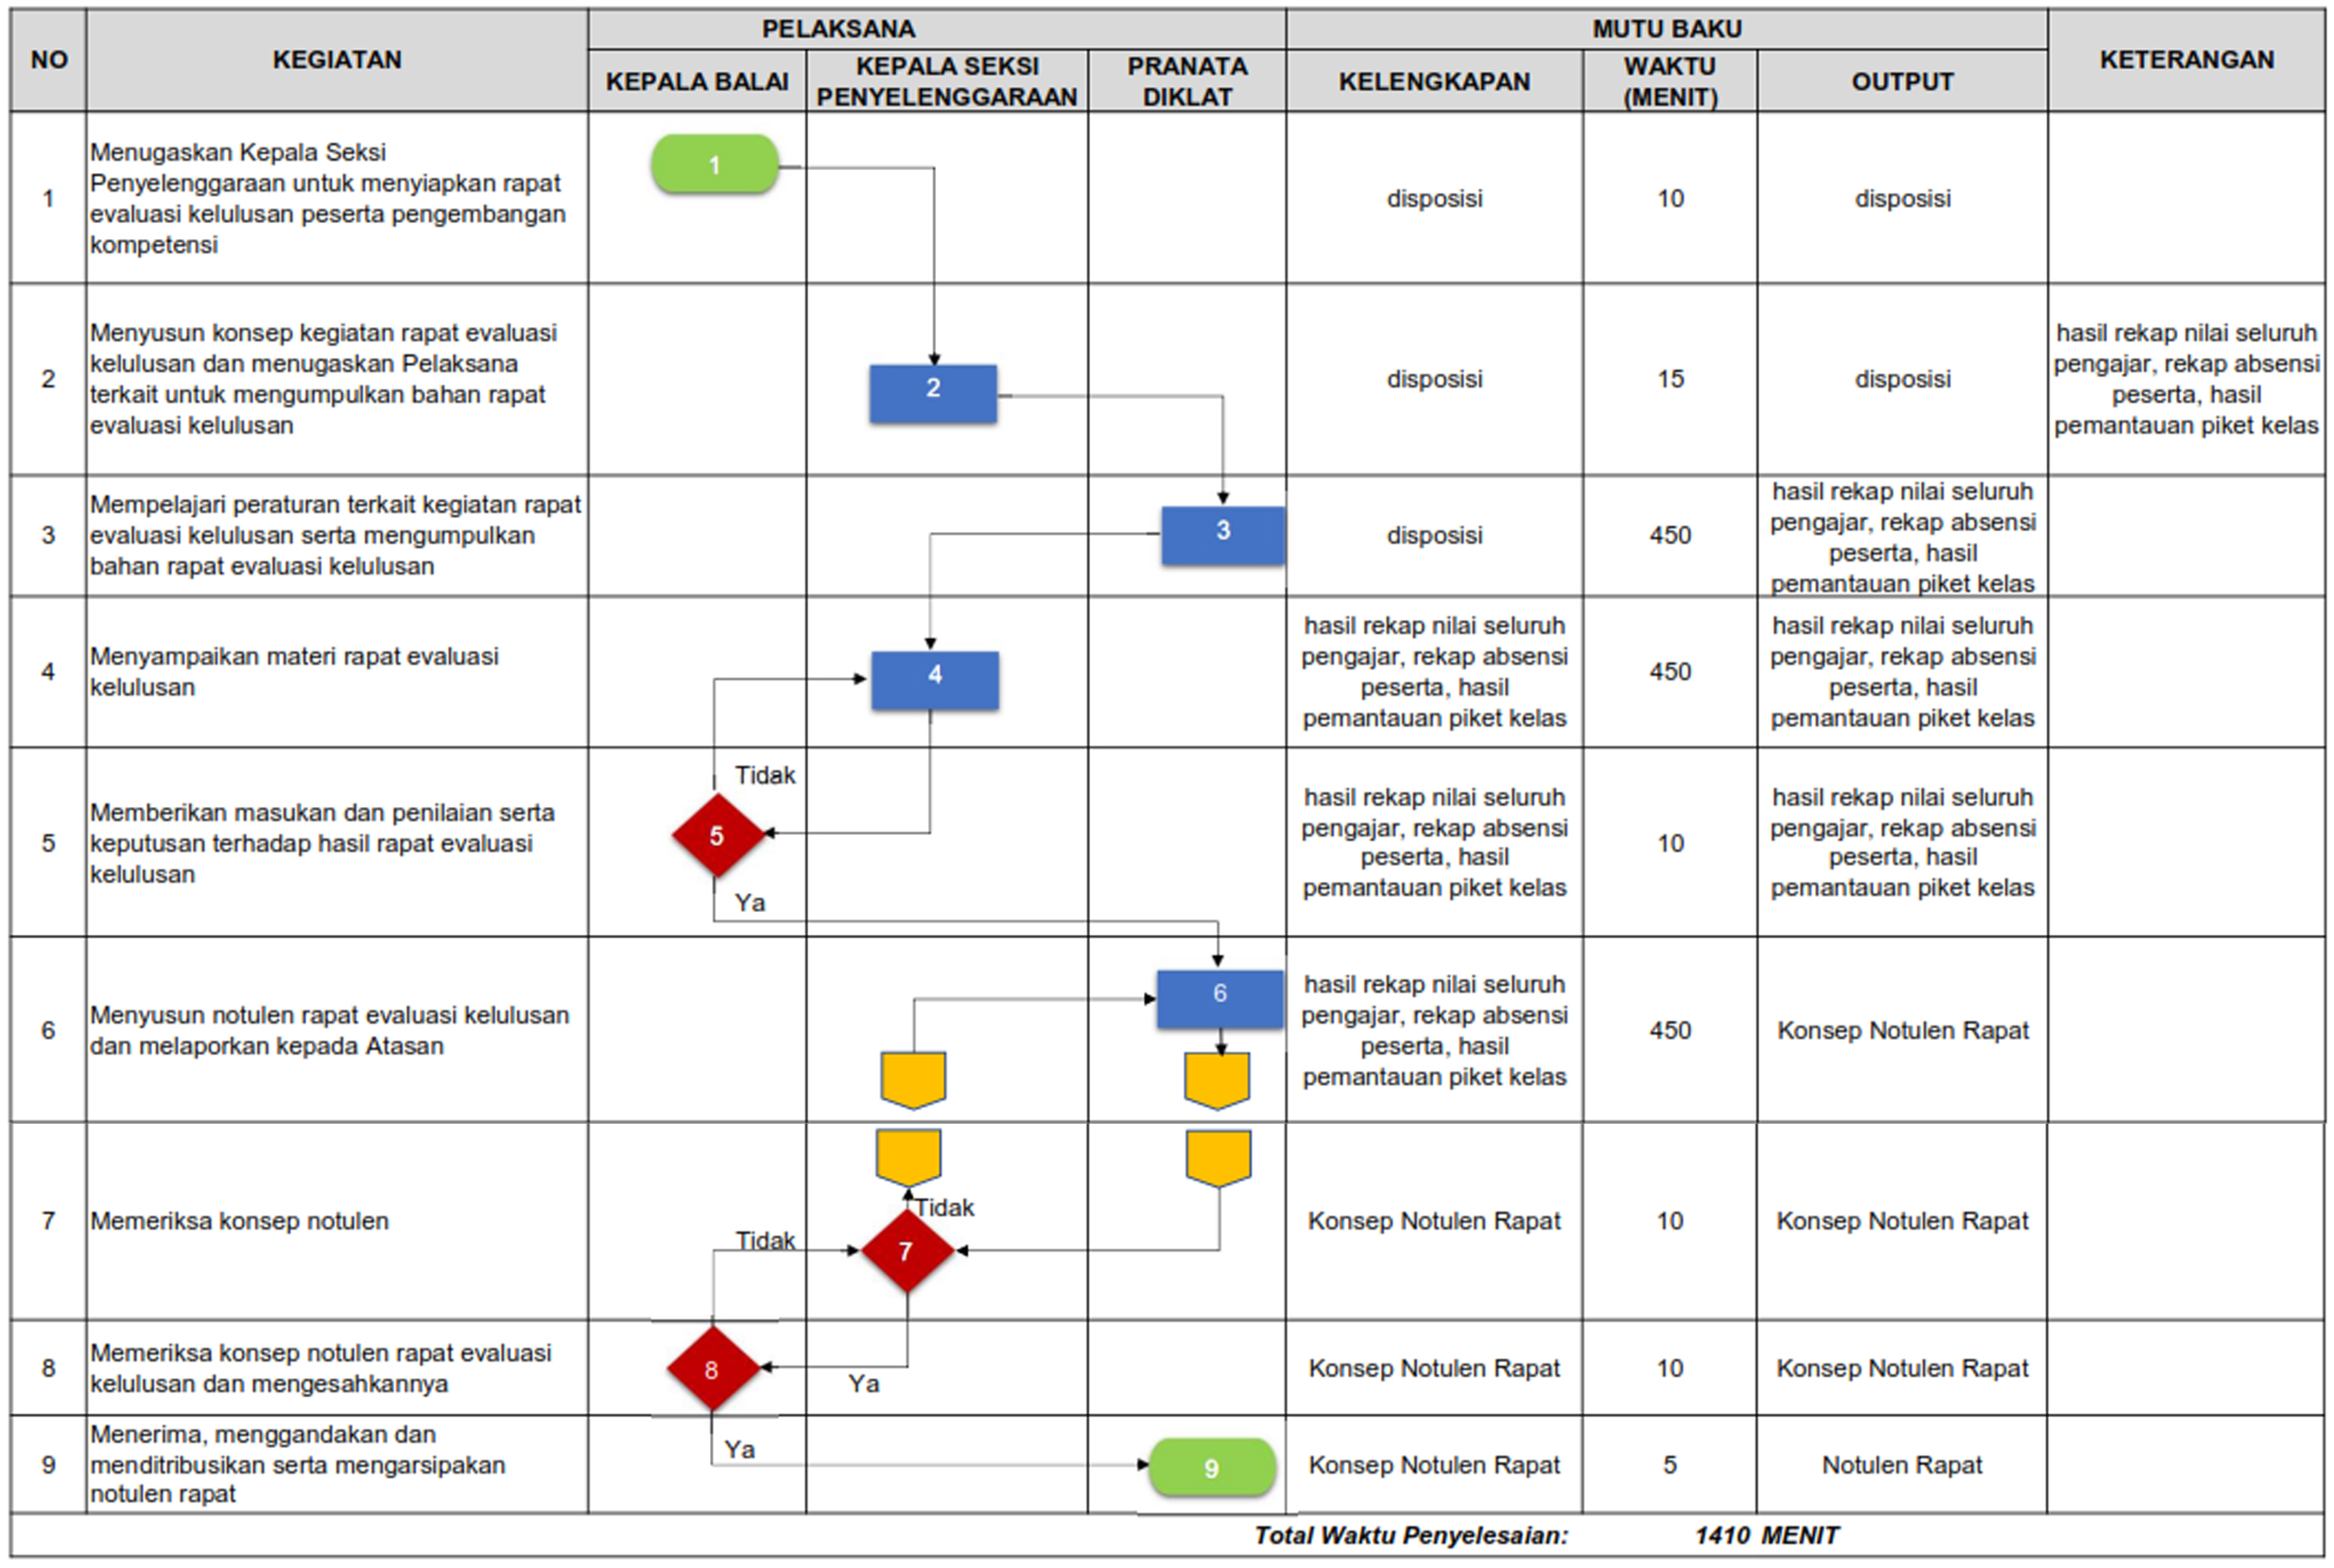 NO
KEGIATAN
PELAKSANA
MUTU BAKU
KETERANGAN
KEPALA BALAI
KEPALA SEKSI
PENYELENGGARAAN
PRANATA
DIKLAT
KELENGKAPAN
WAKTU
(MENIT)
OUTPUT
1
Menugaskan Kepala Seksi
Penyelenggaraan untuk menyiapkan rapat
evaluasi kelulusan peserta pengembangan
kompetensi
1
disposisi
10
disposisi
2
Menyusun konsep kegiatan rapat evaluasi
kelulusan dan menugaskan Pelaksana
terkait untuk mengumpulkan bahan rapat
evaluasi kelulusan
2
disposisi
15
disposisi
hasil rekap nilai seluruh
pengajar, rekap absensi
peserta, hasil
pemantauan piket kelas
3
Mempelajari peraturan terkait kegiatan rapat
evaluasi kelulusan serta mengumpulkan
bahan rapat evaluasi kelulusan
3
disposisi
450
hasil rekap nilai seluruh
pengajar, rekap absensi
peserta, hasil
pemantauan piket kelas
4
Menyampaikan materi rapat evaluasi
kelulusan
4
hasil rekap nilai seluruh
pengajar, rekap absensi
peserta, hasil
pemantauan piket kelas
450
hasil rekap nilai seluruh
pengajar, rekap absensi
peserta, hasil
pemantauan piket kelas
5
Memberikan masukan dan penilaian serta
keputusan terhadap hasil rapat evaluasi
kelulusan
Tidak
5
Ya
hasil rekap nilai seluruh
pengajar, rekap absensi
peserta, hasil
pemantauan piket kelas
10
hasil rekap nilai seluruh
pengajar, rekap absensi
peserta, hasil
pemantauan piket kelas
6
Menyusun notulen rapat evaluasi kelulusan
dan melaporkan kepada Atasan
6
hasil rekap nilai seluruh
pengajar, rekap absensi
peserta, hasil
pemantauan piket kelas
450
Konsep Notulen Rapat
7
Memeriksa konsep notulen
Tidak
Tidak
7
Konsep Notulen Rapat
10
Konsep Notulen Rapat
8
Memeriksa konsep notulen rapat evaluasi
kelulusan dan mengesahkannya
8
Ya
Konsep Notulen Rapat
10
Konsep Notulen Rapat
9
Menerima, menggandakan dan
menditribusikan serta mengarsipakan
notulen rapat
Ya
9
Konsep Notulen Rapat
5
Notulen Rapat
Total Waktu Penyelesaian:
1410 MENIT